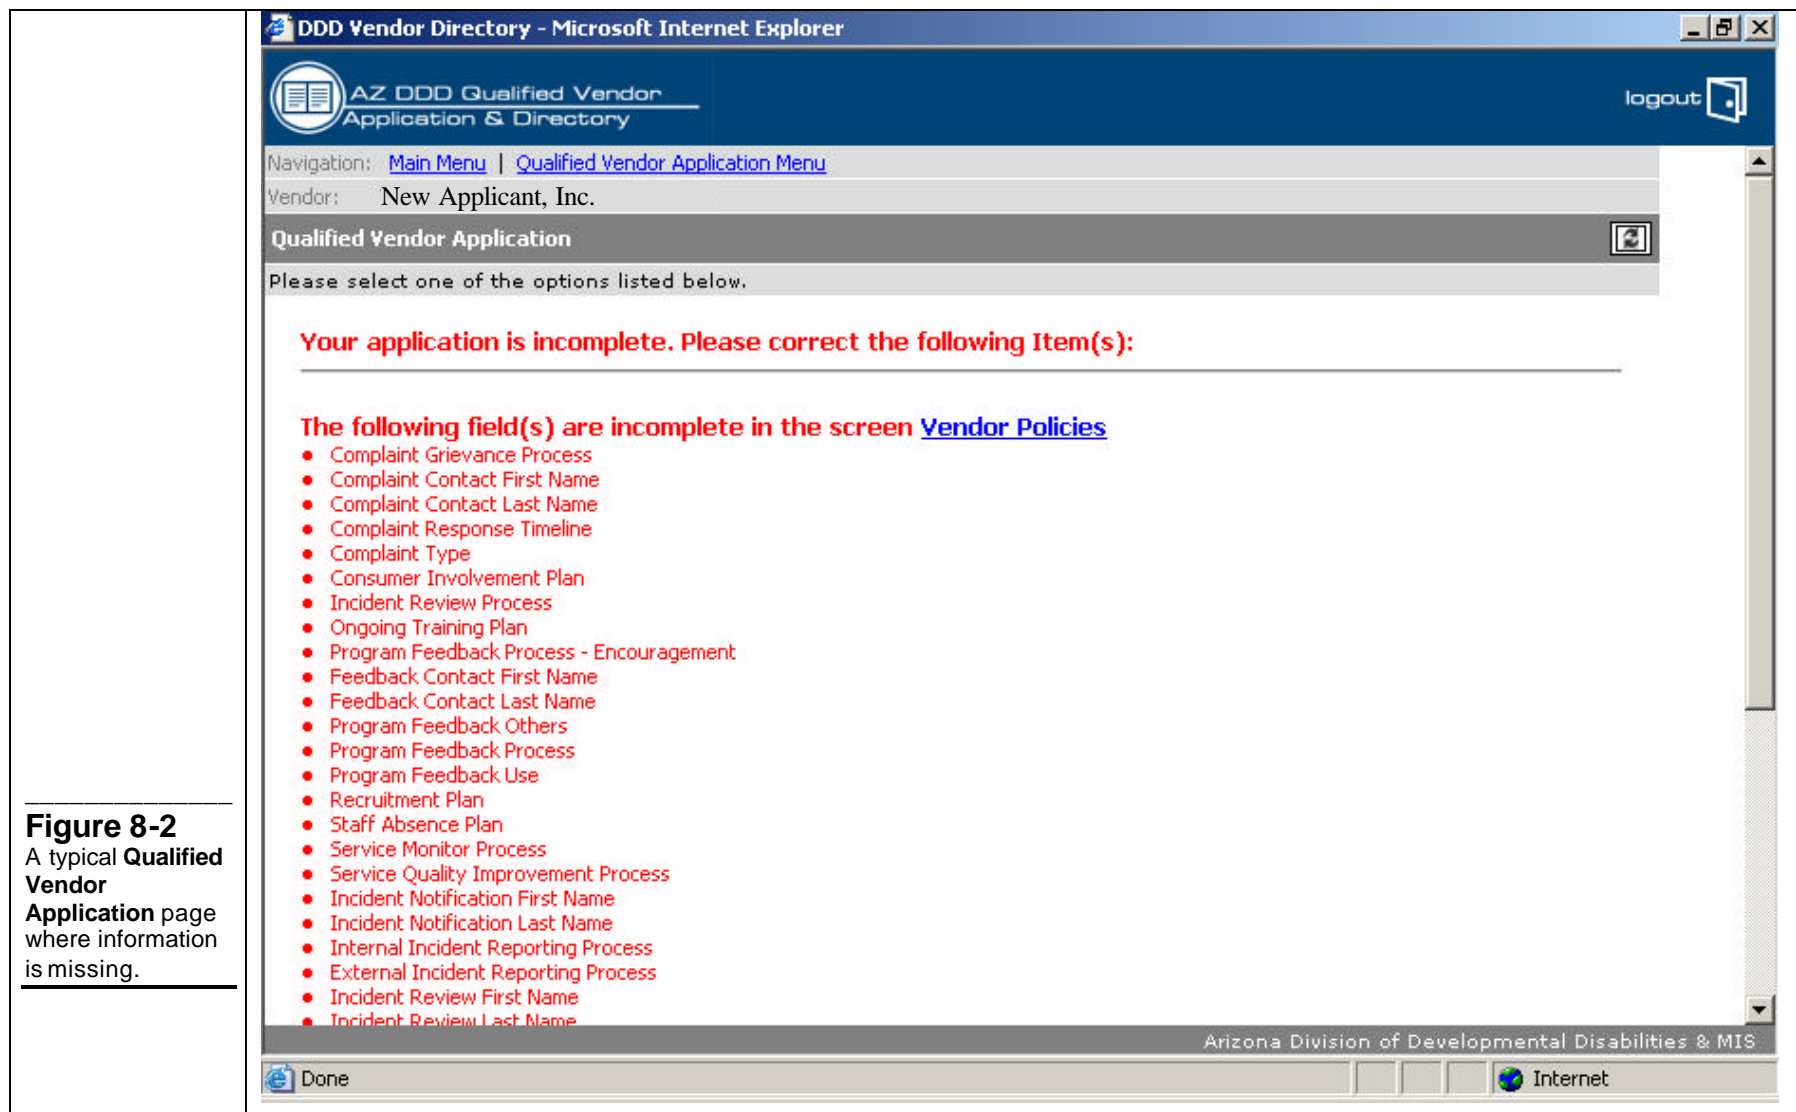 DDD Vendor Directory - Microsoft Internet Explorer
AZ DDD Qualified Vendor
Application & Directory
logout
Navigation: Main Menu | Qualified Vendor Application Menu
Vendor: New Applicant, Inc.
Qualified Vendor Application
Please select one of the options listed below.
Your application is incomplete. Please correct the following Item(s):
The following field(s) are incomplete in the screen Vendor Policies
• Complaint Grievance Process
• Complaint Contact First Name
• Complaint Contact Last Name
• Complaint Response Timeline
• Complaint Type
• Consumer Involvement Plan
• Incident Review Process
• Ongoing Training Plan
• Program Feedback Process - Encouragement
• Feedback Contact First Name
• Feedback Contact Last Name
• Program Feedback Others
• Program Feedback Process
• Program Feedback Use
• Recruitment Plan
• Staff Absence Plan
• Service Monitor Process
• Service Quality Improvement Process
• Incident Notification First Name
• Incident Notification Last Name
• Internal Incident Reporting Process
• External Incident Reporting Process
• Incident Review First Name
• Incident Review Last Name
Arizona Division of Developmental Disabilities & MIS
Done
Internet
Figure 8-2
A typical Qualified
Vendor
Application page
where information
is missing.